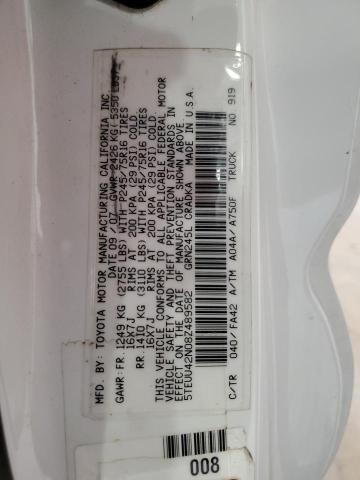 MFD. BY: TOYOTA MOTOR MANUFACTURING CALIFORNIA INC.
DATE 09/07 GVWR 2426 KG (5350 LBS)
GAWR: FR. 1249 KG (2755 LBS) WITH P245/75R16 TIRES
16X7J RIMS AT 200 KPA (29 PSI) COLD
RR. 1410 KG (3110 LBS) WITH P245/75R16 TIRES
16X7J RIMS AT 200 KPA (29 PSI) COLD
THIS VEHICLE CONFORMS TO ALL APPLICABLE FEDERAL MOTOR
VEHICLE SAFETY AND THEFT PREVENTION STANDARDS IN
EFFECT ON THE DATE OF MANUFACTURE SHOWN ABOVE.
5TEUU42N08Z489582 GRN245L CRADKA MADE IN U.S.A.
C/TR 040/FA42 A/TM A04A/A750F TRUCK NO 919
008